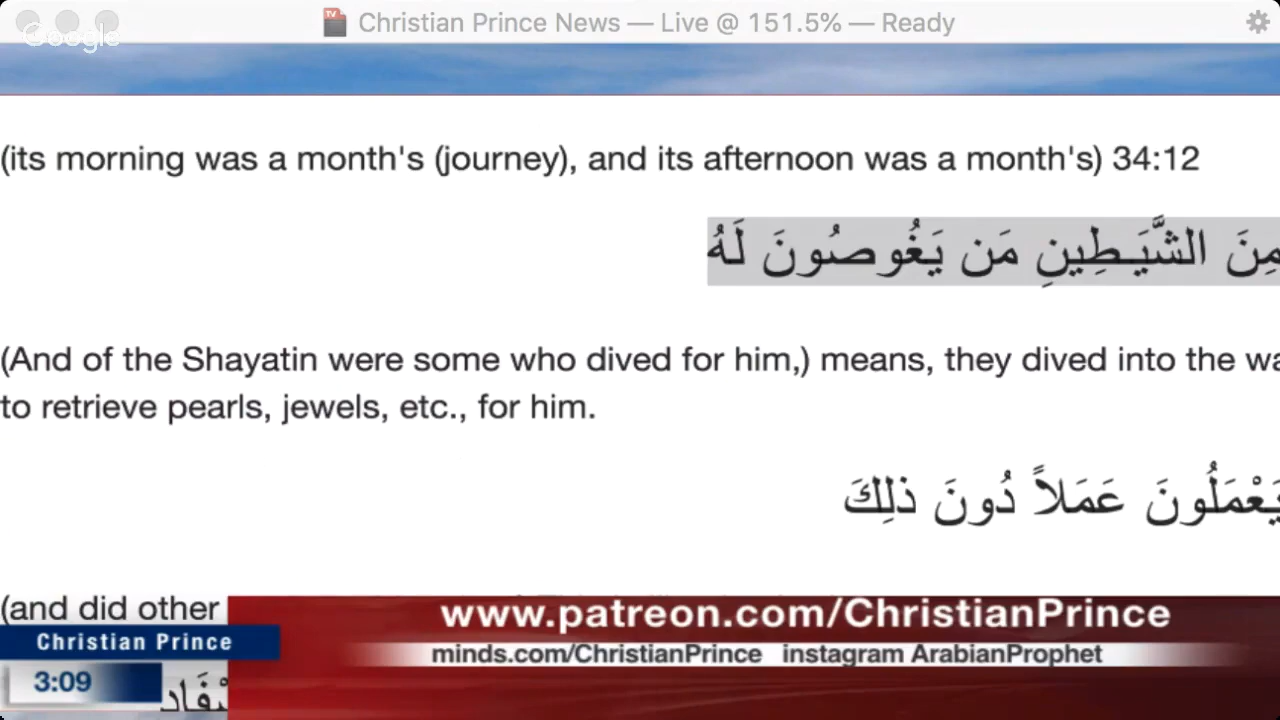 Christian Prince News — Live @ 151.5% — Ready
Google
(its morning was a month's (journey), and its afternoon was a month's) 34:12
مِنَ الشَّيَـطِينِ مَن يَغُوصُونَ لَهُ
(And of the Shayatin were some who dived for him,) means, they dived into the
to retrieve pearls, jewels, etc., for him.
يَعْمَلُونَ عَمَلاً دُونَ ذلِكَ
(and did other
www.patreon.com/ChristianPrince
Christian Prince
minds.com/ChristianPrince instagram ArabianProphet
3:09